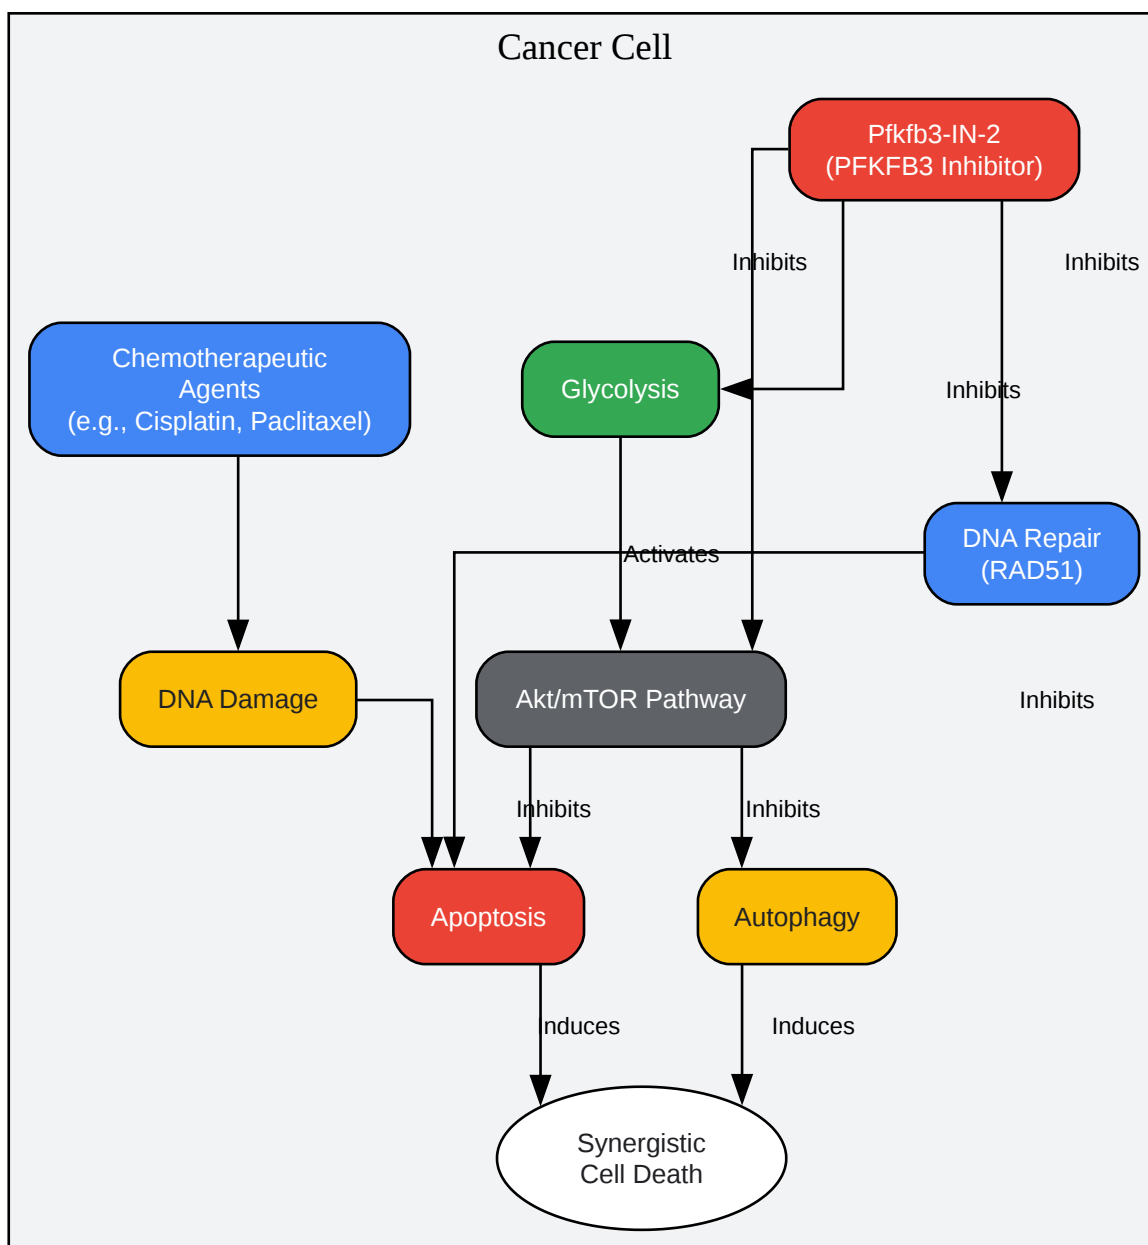 Cancer Cell
Pfkfb3-IN-2
(PFKFB3 Inhibitor)
Inhibits
Inhibits
Chemotherapeutic
Agents
(e.g., Cisplatin, Paclitaxel)
Glycolysis
Inhibits
DNA Repair
(RAD51)
Activates
DNA Damage
Akt/mTOR Pathway
Inhibits
Inhibits
Inhibits
Apoptosis
Autophagy
Induces
Induces
Synergistic
Cell Death